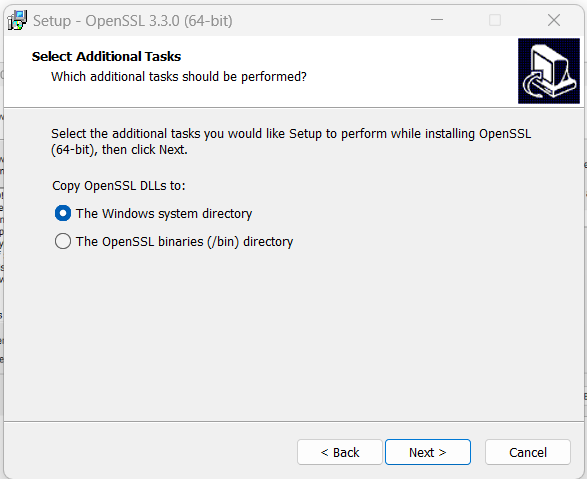 Setup - OpenSSL 3.3.0 (64-bit)
Select Additional Tasks
Which additional tasks should be performed?
Select the additional tasks you would like Setup to perform while installing OpenSSL
(64-bit), then click Next.
Copy OpenSSL DLLs to:
The Windows system directory
The OpenSSL binaries (/bin) directory
< Back
Next >
Cancel